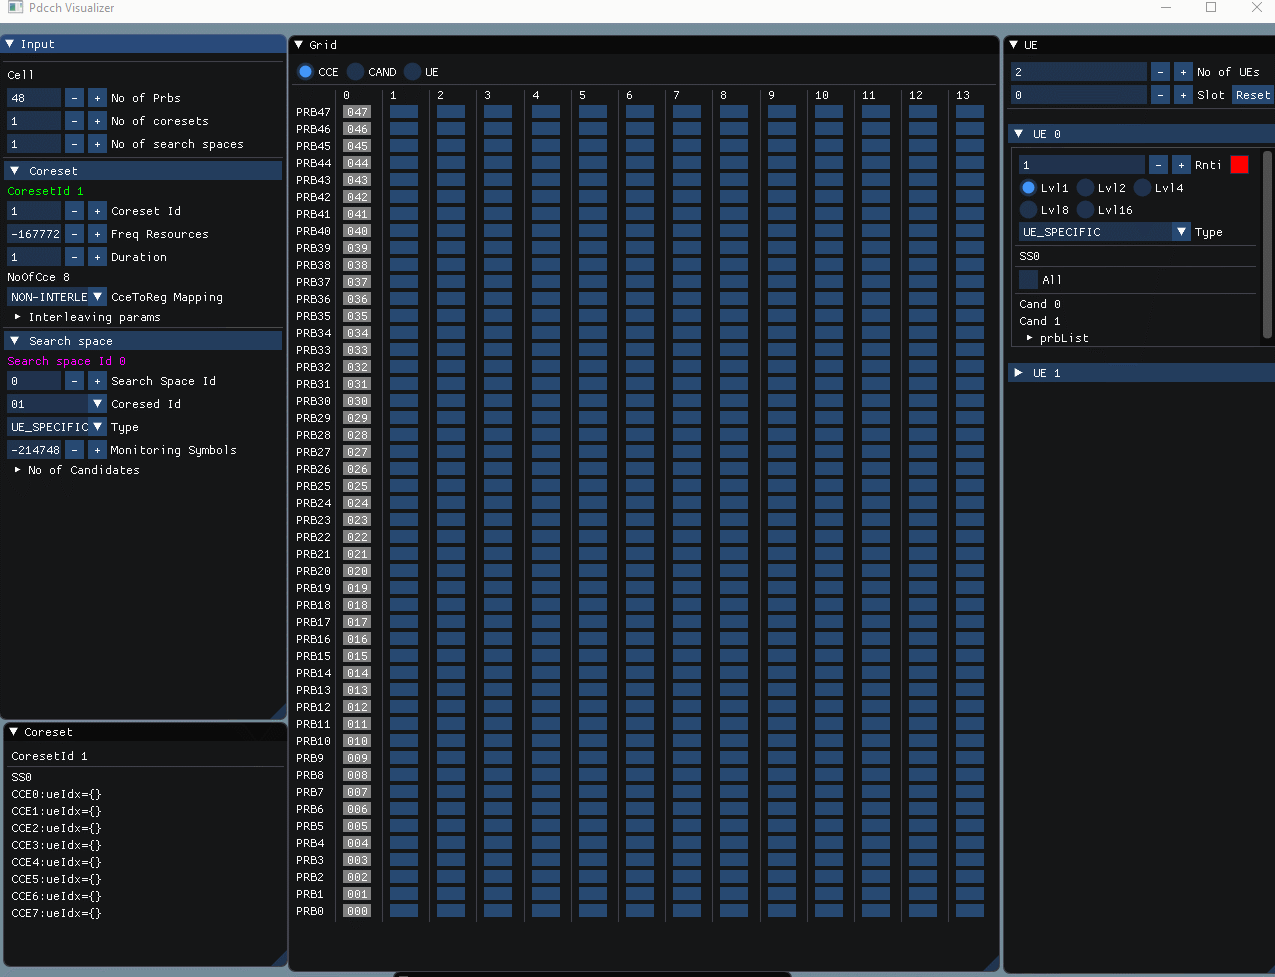 Pdcch Visualizer
Input
Cell
48 - + No of Prbs
1 - + No of coresets
1 - + No of search spaces
Coreset
CoresetId 1
1 - + Coreset Id
-167772 - + Freq Resources
1 - + Duration
NoOfCce 8
NON-INTERLE CceToReg Mapping
Interleaving params
Search space
Search space Id 0
0 - + Search Space Id
01 Coresed Id
UE_SPECIFIC Type
-214748 - + Monitoring Symbols
No of Candidates
Coreset
CoresetId 1
SS0
CCE0:ueIdx={}
CCE1:ueIdx={}
CCE2:ueIdx={}
CCE3:ueIdx={}
CCE4:ueIdx={}
CCE5:ueIdx={}
CCE6:ueIdx={}
CCE7:ueIdx={}
Grid
CCE CAND UE
0 1 2 3 4 5 6 7 8 9 10 11 12 13
PRB47 047
PRB46 046
PRB45 045
PRB44 044
PRB43 043
PRB42 042
PRB41 041
PRB40 040
PRB39 039
PRB38 038
PRB37 037
PRB36 036
PRB35 035
PRB34 034
PRB33 033
PRB32 032
PRB31 031
PRB30 030
PRB29 029
PRB28 028
PRB27 027
PRB26 026
PRB25 025
PRB24 024
PRB23 023
PRB22 022
PRB21 021
PRB20 020
PRB19 019
PRB18 018
PRB17 017
PRB16 016
PRB15 015
PRB14 014
PRB13 013
PRB12 012
PRB11 011
PRB10 010
PRB9 009
PRB8 008
PRB7 007
PRB6 006
PRB5 005
PRB4 004
PRB3 003
PRB2 002
PRB1 001
PRB0 000
UE
2 - + No of UEs
0 - + Slot Reset
UE 0
1 - + Rnti
Lvl1 Lvl2 Lvl4
Lvl8 Lvl16
UE_SPECIFIC Type
SS0
All
Cand 0
Cand 1
prbList
UE 1